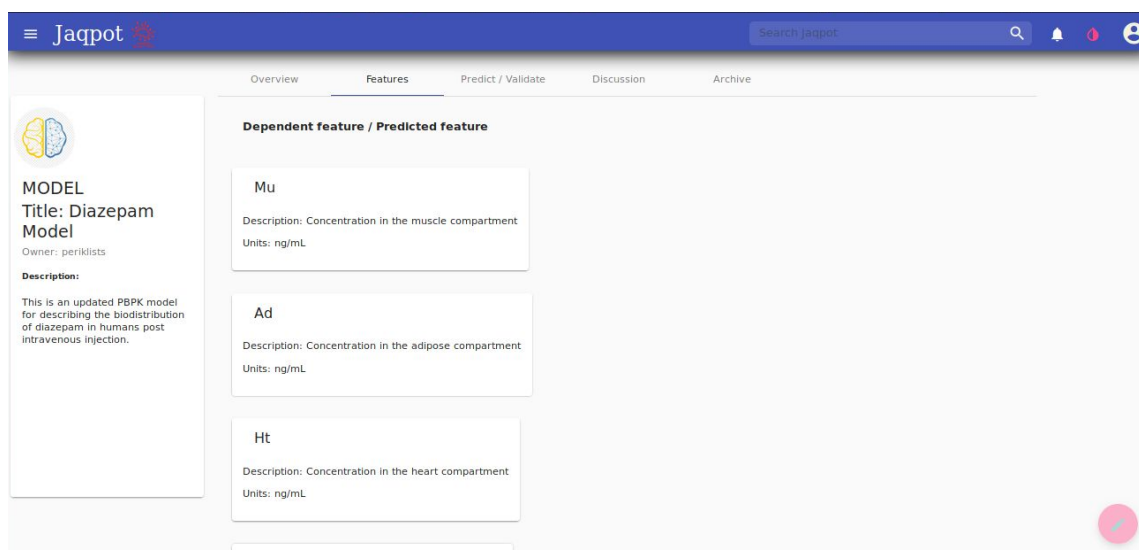 Jaqpot
Search Jaqpot
Overview Features Predict / Validate Discussion Archive
MODEL
Title: Diazepam
Model
Owner: periklists
Description:
This is an updated PBPK model
for describing the biodistribution
of diazepam in humans post
intravenous injection.
Dependent feature / Predicted feature
Mu
Description: Concentration in the muscle compartment
Units: ng/mL
Ad
Description: Concentration in the adipose compartment
Units: ng/mL
Ht
Description: Concentration in the heart compartment
Units: ng/mL